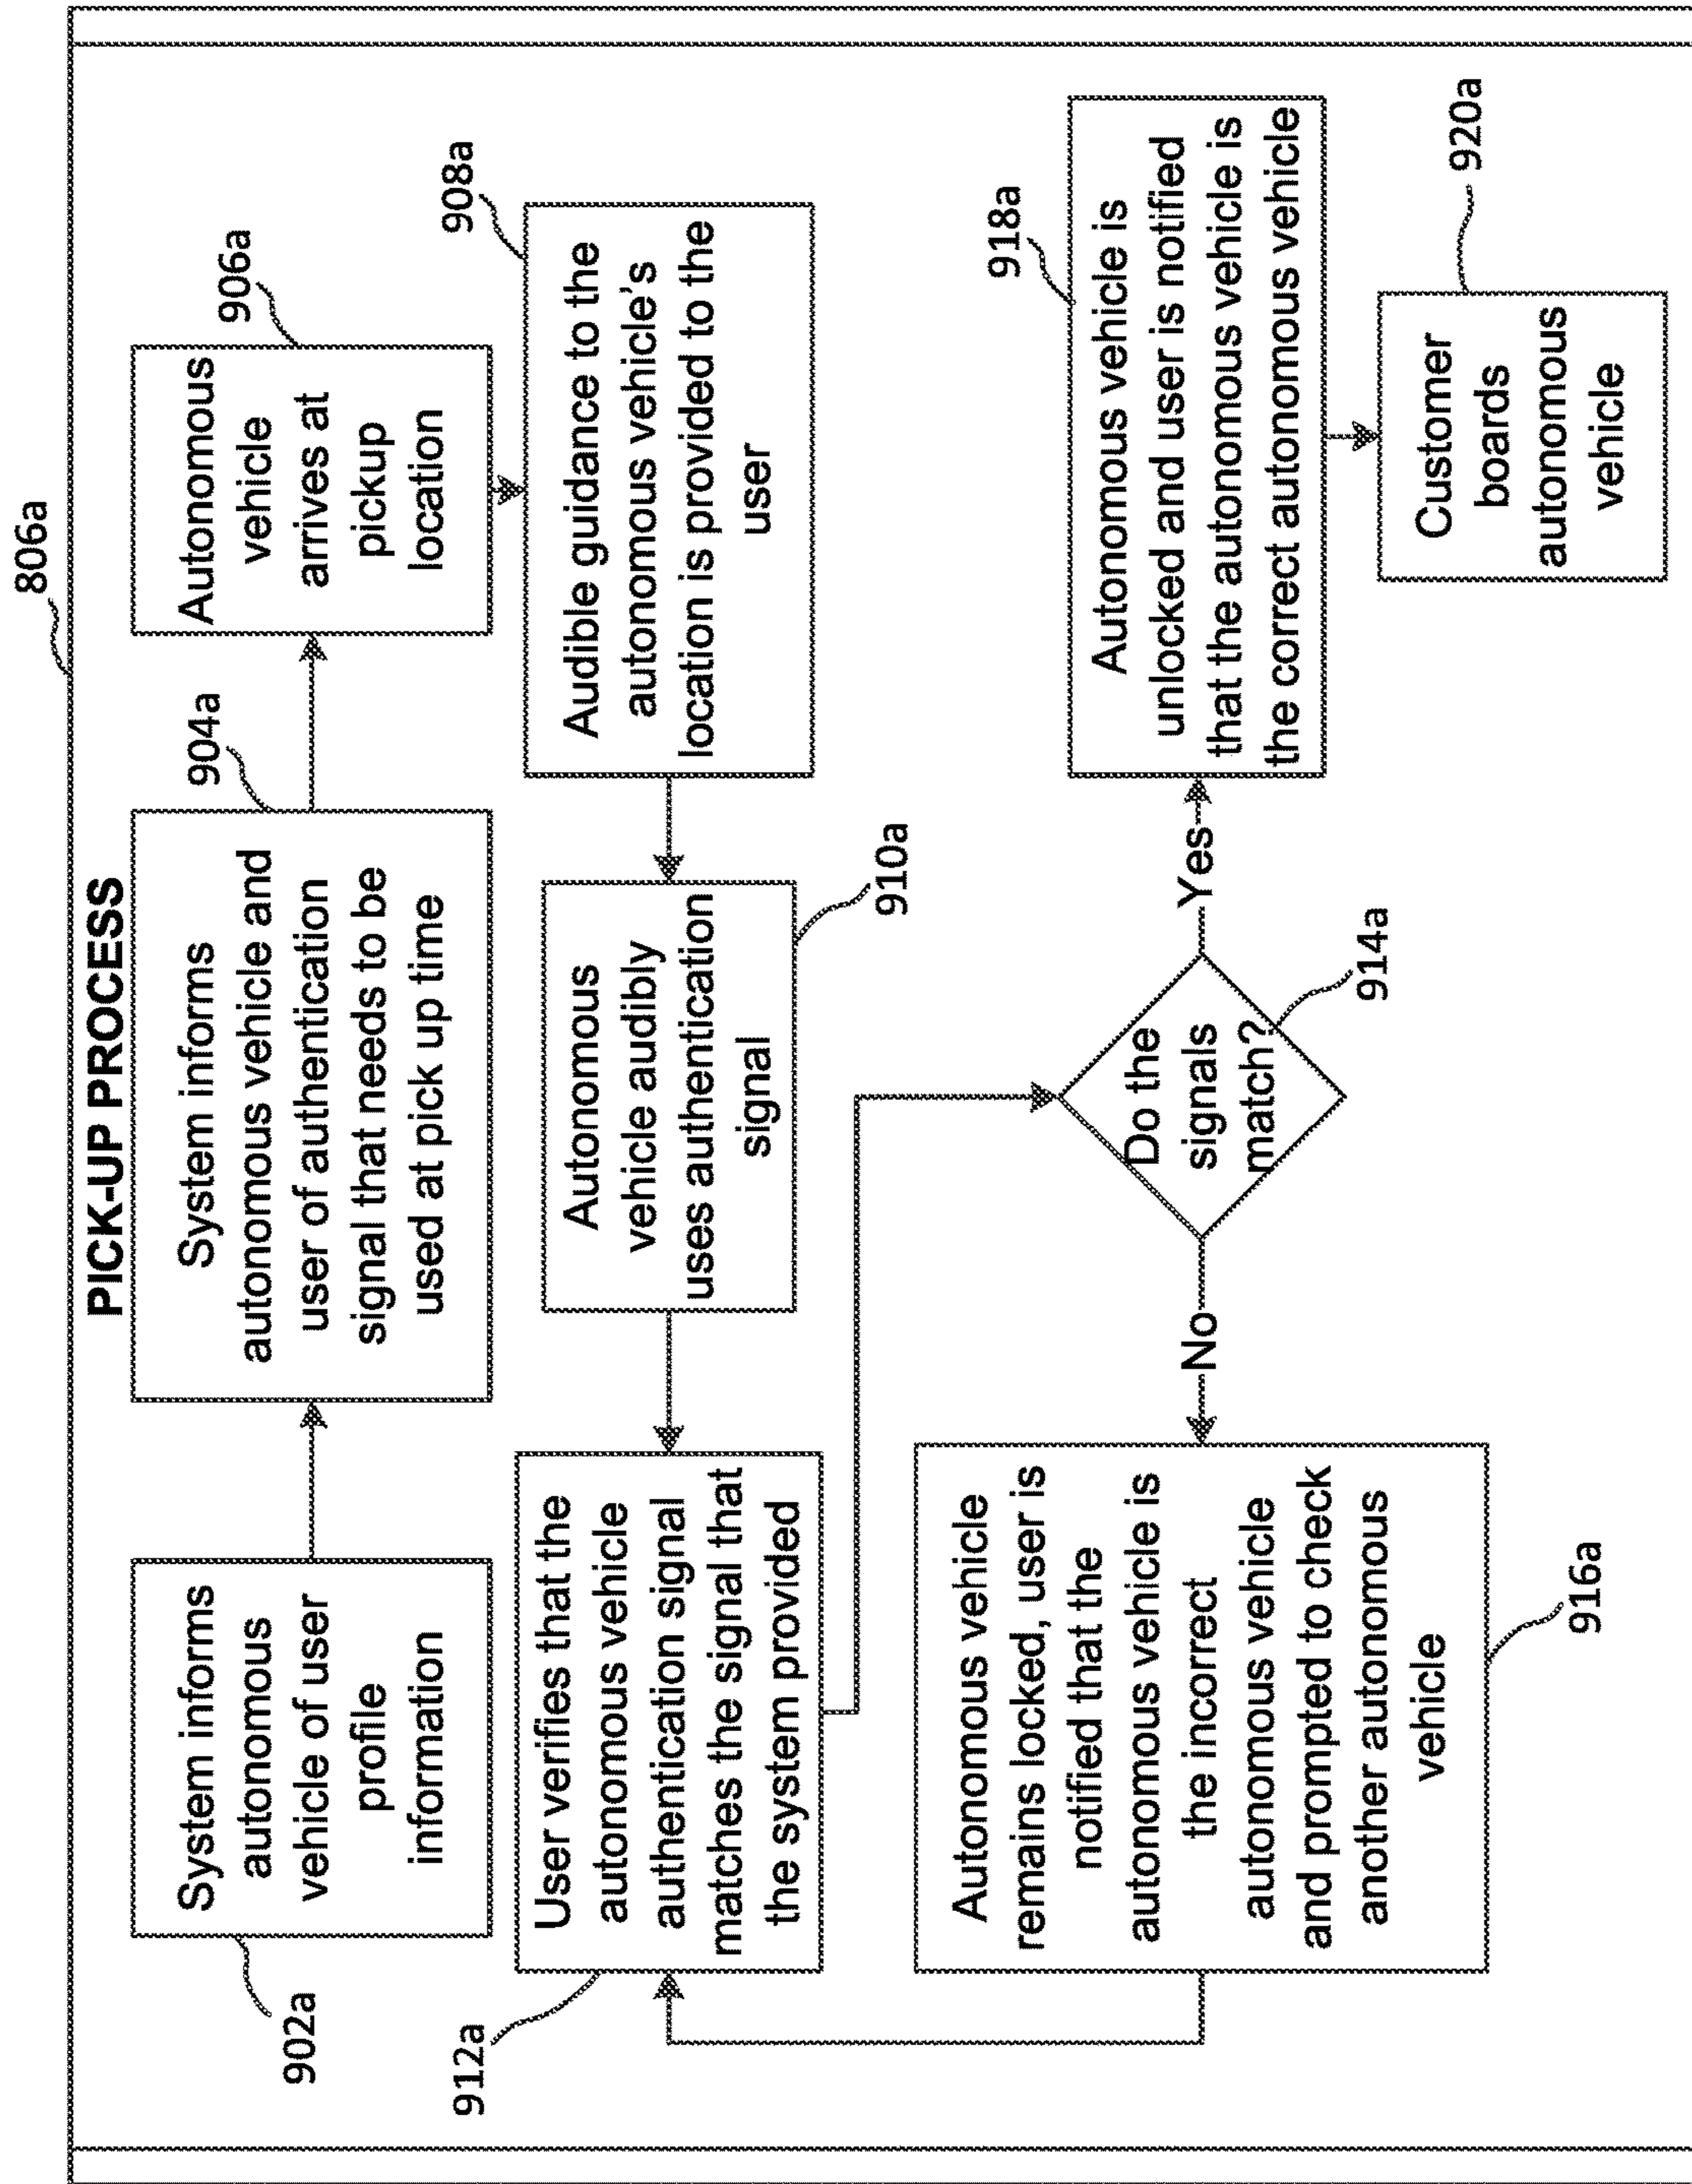 806a
PICK-UP PROCESS
902a
System informs
autonomous
vehicle of user
profile
information
904a
System informs
autonomous vehicle and
user of authentication
signal that needs to be
used at pick up time
906a
Autonomous
vehicle
arrives at
pickup
location
908a
Audible guidance to the
autonomous vehicle's
location is provided to the
user
910a
Autonomous
vehicle audibly
uses authentication
signal
912a
User verifies that the
autonomous vehicle
authentication signal
matches the signal that
the system provided
914a
Do the
signals
match?
No
Yes
916a
Autonomous vehicle
remains locked, user is
notified that the
autonomous vehicle is
the incorrect
autonomous vehicle
and prompted to check
another autonomous
vehicle
918a
Autonomous vehicle is
unlocked and user is notified
that the autonomous vehicle is
the correct autonomous vehicle
920a
Customer
boards
autonomous
vehicle